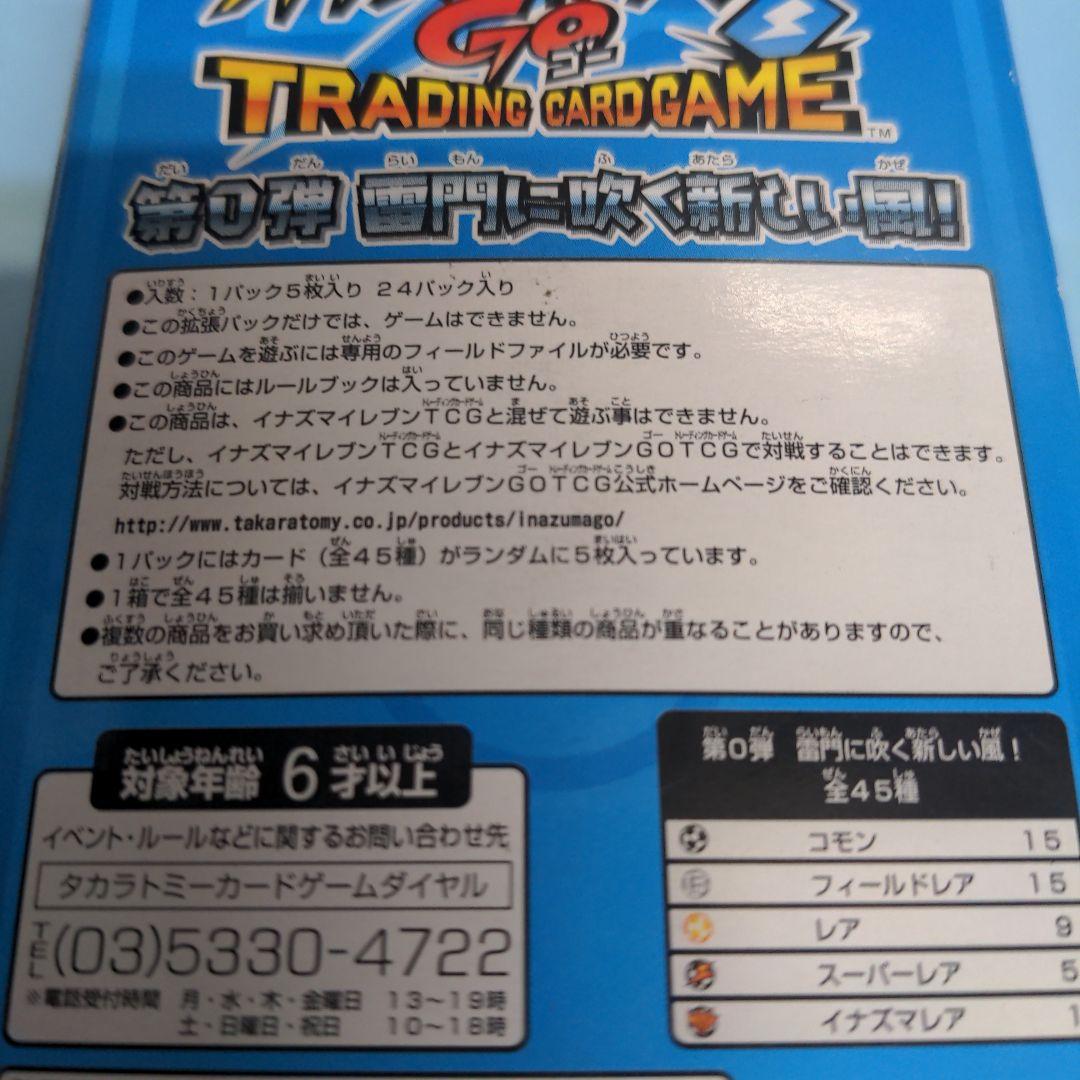 GO
ゴー
TRADING CARD GAME
TM
第0弾 雷門に吹く新しい風!
●入数:1パック5枚入り 24パック入り
●この拡張パックだけでは、ゲームはできません。
●このゲームを遊ぶには専用のフィールドファイルが必要です。
●この商品にはルールブックは入っていません。
●この商品は、イナズマイレブンTCGと混ぜて遊ぶ事はできません。
ただし、イナズマイレブンTCGとイナズマイレブンGOTCGで対戦することはできます。
対戦方法については、イナズマイレブンGOTCG公式ホームページをご確認ください。
http://www.takaratomy.co.jp/products/inazumago/
●1パックにはカード(全45種)がランダムに5枚入っています。
●1箱で全45種は揃いません。
●複数の商品をお買い求め頂いた際に、同じ種類の商品が重なることがありますので、
ご了承ください。
対象年齢 6才以上
イベント・ルールなどに関するお問い合わせ先
タカラトミーカードゲームダイヤル
TEL(03)5330-4722
※電話受付時間 月・水・木・金曜日 13~19時
土・日曜日・祝日 10~18時
第0弾 雷門に吹く新しい風!
全45種
コモン 15
フィールドレア 15
レア 9
スーパーレア 5
イナズマレア 1